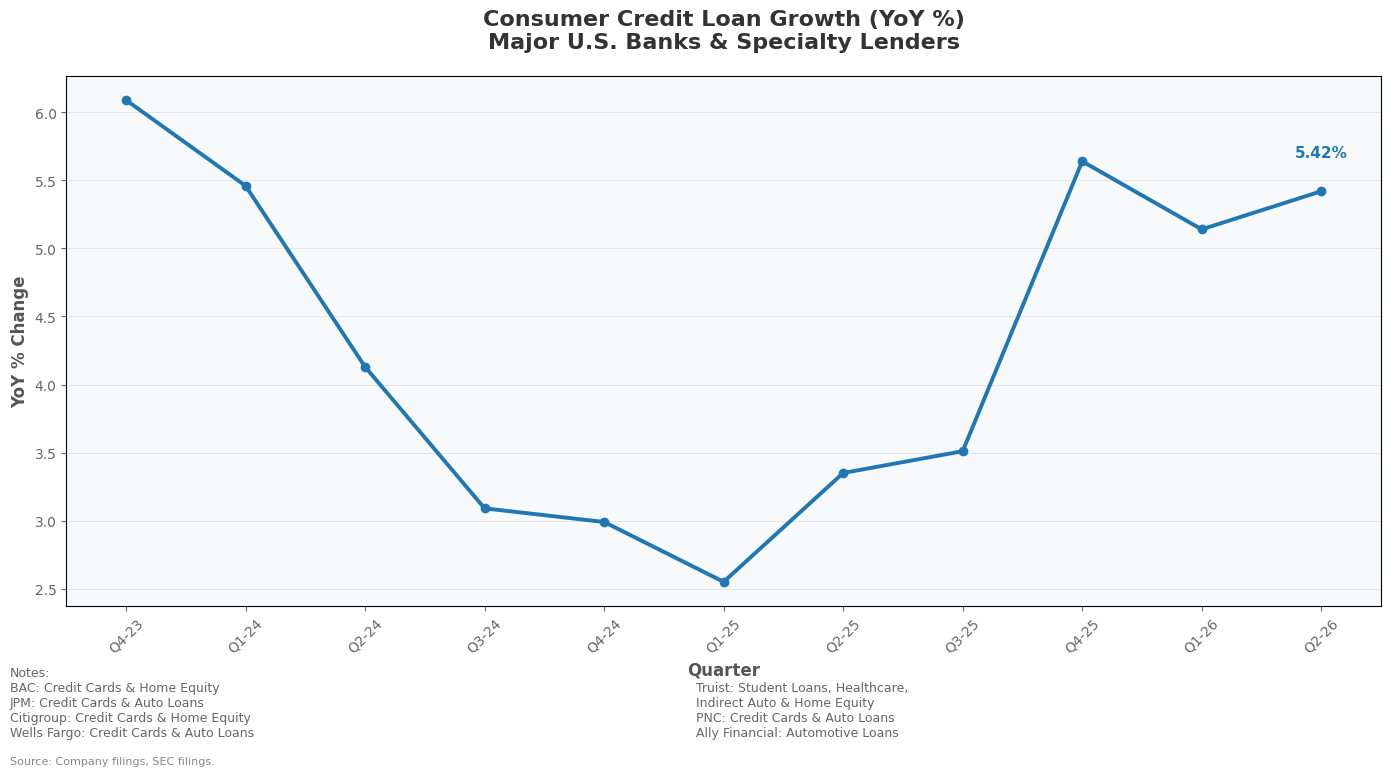 Consumer Credit Loan Growth (YoY %)
Major U.S. Banks & Specialty Lenders
YoY % Change
6.0
5.5
5.0
4.5
4.0
3.5
3.0
2.5
5.42%
Q4-23
Q1-24
Q2-24
Q3-24
Q4-24
Q1-25
Q2-25
Q3-25
Q4-25
Q1-26
Q2-26
Quarter
Notes:
BAC: Credit Cards & Home Equity
JPM: Credit Cards & Auto Loans
Citigroup: Credit Cards & Home Equity
Wells Fargo: Credit Cards & Auto Loans
Truist: Student Loans, Healthcare,
Indirect Auto & Home Equity
PNC: Credit Cards & Auto Loans
Ally Financial: Automotive Loans
Source: Company filings, SEC filings.